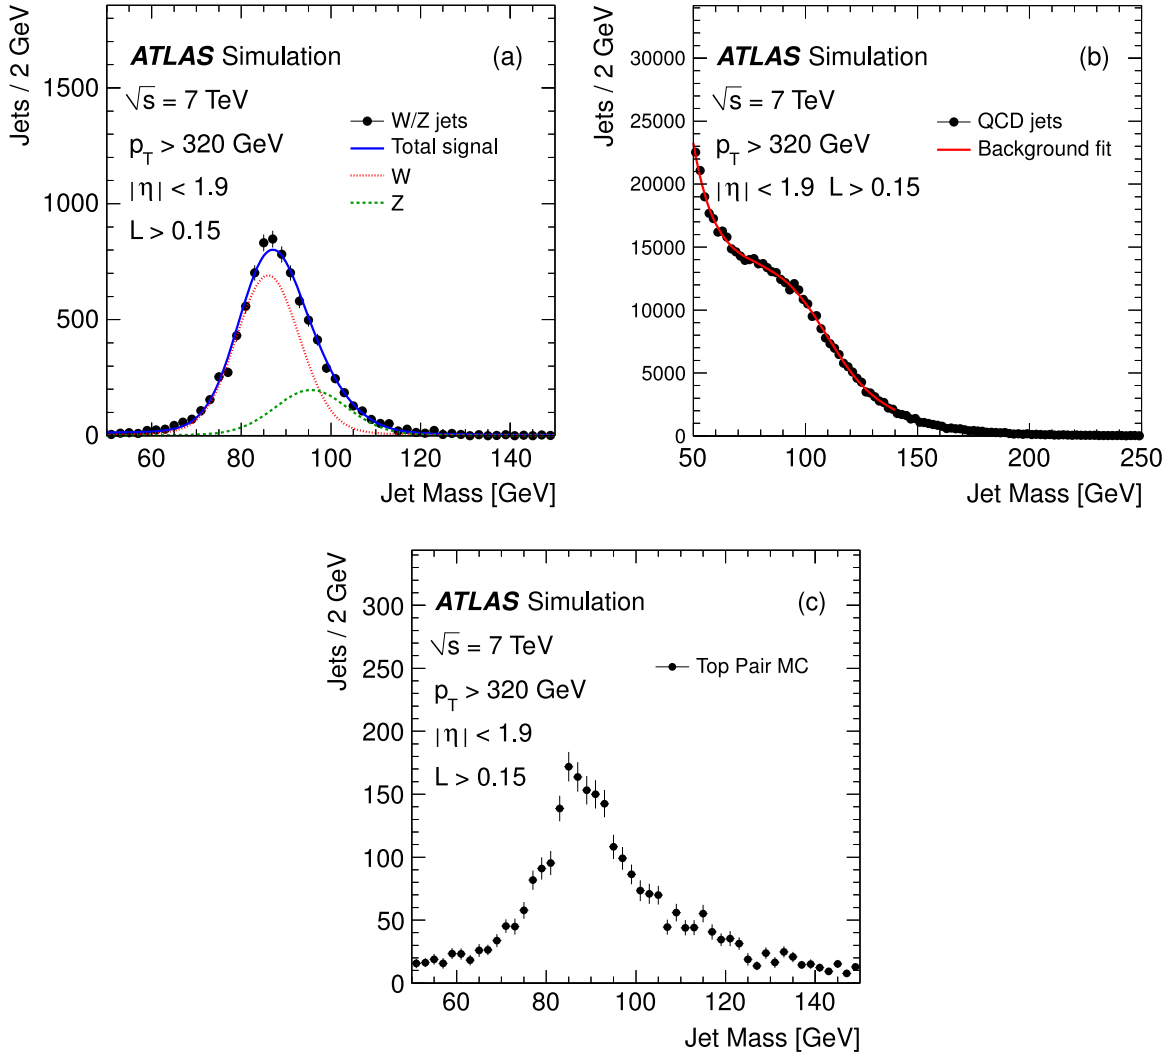 Jets / 2 GeV
1500
1000
500
0
ATLAS Simulation
(a)
√s = 7 TeV
p_T > 320 GeV
|η| < 1.9
L > 0.15
W/Z jets
Total signal
W
Z
60 80 100 120 140
Jet Mass [GeV]
Jets / 2 GeV
30000
25000
20000
15000
10000
5000
0
ATLAS Simulation
(b)
√s = 7 TeV
p_T > 320 GeV
|η| < 1.9 L > 0.15
QCD jets
Background fit
50 100 150 200 250
Jet Mass [GeV]
Jets / 2 GeV
300
250
200
150
100
50
0
ATLAS Simulation
(c)
√s = 7 TeV
p_T > 320 GeV
|η| < 1.9
L > 0.15
Top Pair MC
60 80 100 120 140
Jet Mass [GeV]